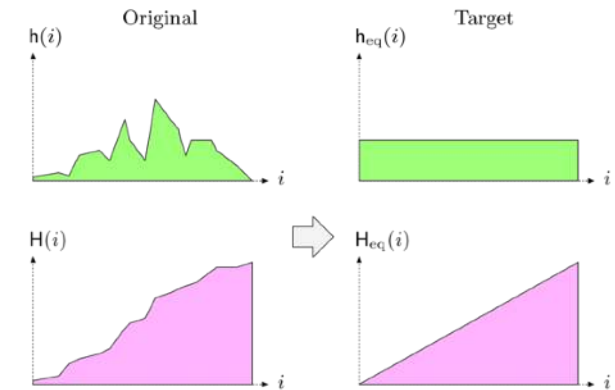 Original Target
h(i) h_eq(i)
i i
H(i) H_eq(i)
i i